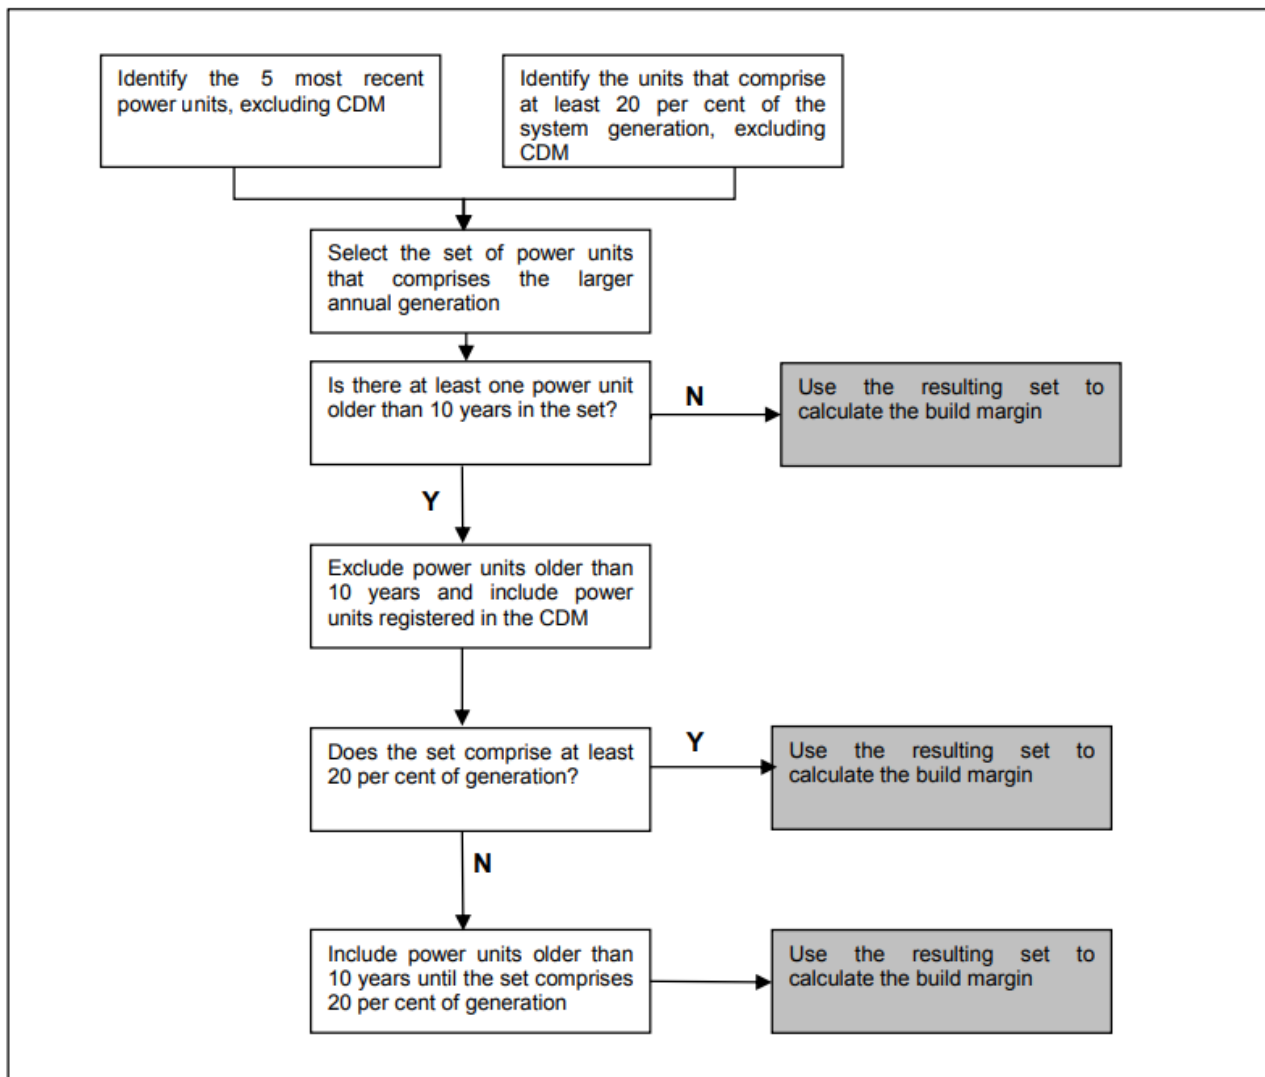 Identify the 5 most recent
power units, excluding CDM
Identify the units that comprise
at least 20 per cent of the
system generation, excluding
CDM
Select the set of power units
that comprises the larger
annual generation
Is there at least one power unit
older than 10 years in the set?
N
Use the resulting set to
calculate the build margin
Y
Exclude power units older than
10 years and include power
units registered in the CDM
Does the set comprise at least
20 per cent of generation?
Y
Use the resulting set to
calculate the build margin
N
Include power units older than
10 years until the set comprises
20 per cent of generation
Use the resulting set to
calculate the build margin